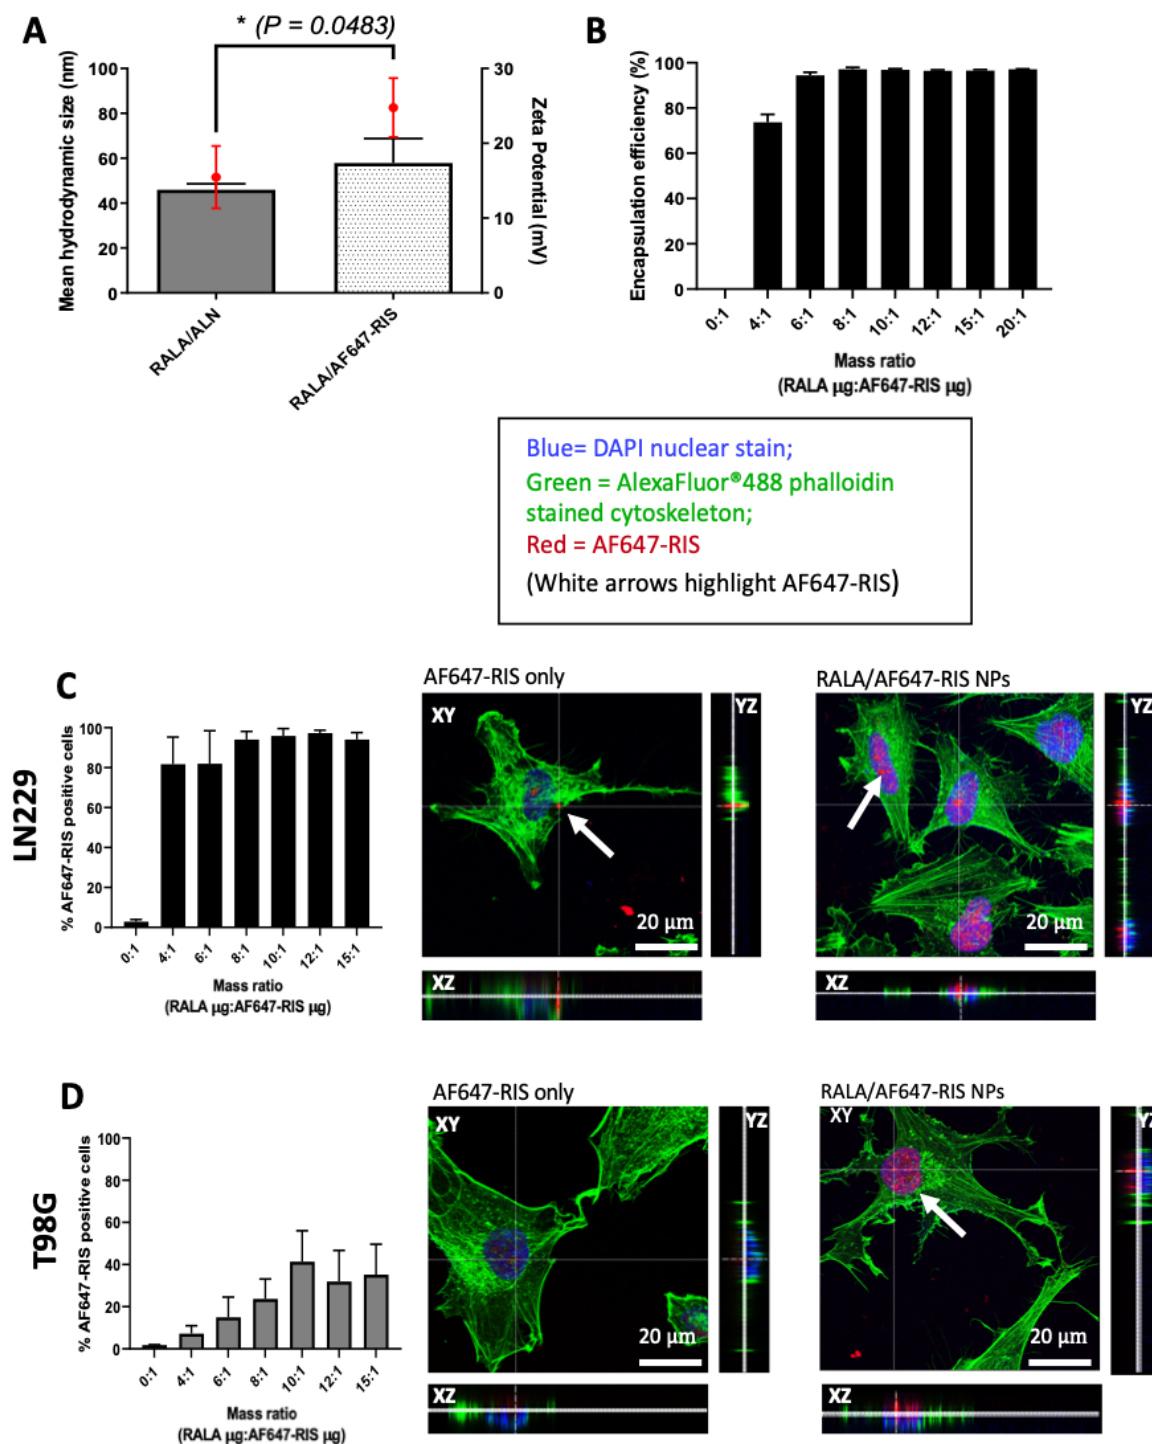 A
* (P = 0.0483)
Mean hydrodynamic size (nm)
100
80
60
40
20
0
30
20
10
0
Zeta Potential (mV)
RALA/ALN
RALA/AF647-RIS
B
Encapsulation efficiency (%)
100
80
60
40
20
0
0:1
4:1
6:1
8:1
10:1
12:1
15:1
20:1
Mass ratio
(RALA µg:AF647-RIS µg)
Blue= DAPI nuclear stain;
Green = AlexaFluor®488 phalloidin
stained cytoskeleton;
Red = AF647-RIS
(White arrows highlight AF647-RIS)
C
LN229
% AF647-RIS positive cells
100
80
60
40
20
0
0:1
4:1
6:1
8:1
10:1
12:1
15:1
Mass ratio
(RALA µg:AF647-RIS µg)
AF647-RIS only
XY
YZ
20 µm
XZ
RALA/AF647-RIS NPs
YZ
20 µm
XZ
D
T98G
% AF647-RIS positive cells
100
80
60
40
20
0
0:1
4:1
6:1
8:1
10:1
12:1
15:1
Mass ratio
(RALA µg:AF647-RIS µg)
AF647-RIS only
XY
YZ
20 µm
XZ
RALA/AF647-RIS NPs
XY
YZ
20 µm
XZ